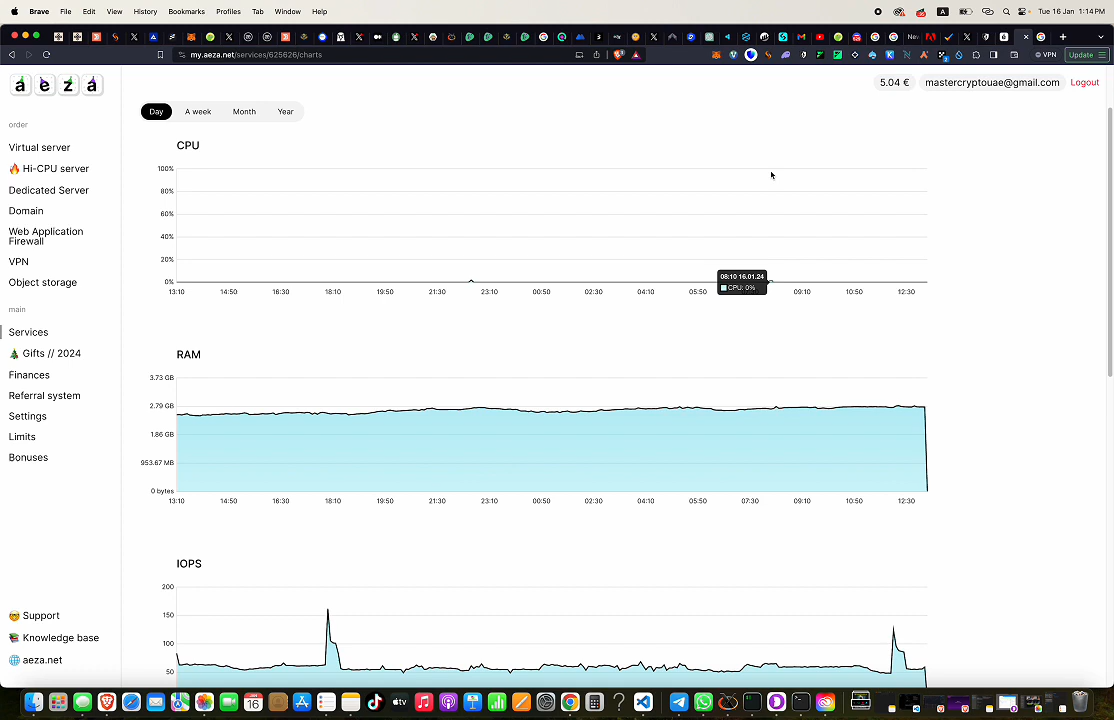 Brave File Edit View History Bookmarks Profiles Tab Window Help
A
Tue 16 Jan 1:14 PM
my.aeza.net/services/625626/charts
VPN
Update
a e z a
5.04 €
mastercryptouae@gmail.com
Logout
order
Virtual server
Hi-CPU server
Dedicated Server
Domain
Web Application
Firewall
VPN
Object storage
main
Services
Gifts // 2024
Finances
Referral system
Settings
Limits
Bonuses
Support
Knowledge base
aeza.net
Day A week Month Year
CPU
100%
80%
60%
40%
20%
0%
08:10 16.01.24
CPU: 0%
13:10 14:50 16:30 18:10 19:50 21:30 23:10 00:50 02:30 04:10 05:50 07:30 09:10 10:50 12:30
RAM
3.73 GB
2.79 GB
1.86 GB
953.67 MB
0 bytes
13:10 14:50 16:30 18:10 19:50 21:30 23:10 00:50 02:30 04:10 05:50 07:30 09:10 10:50 12:30
IOPS
200
150
100
50